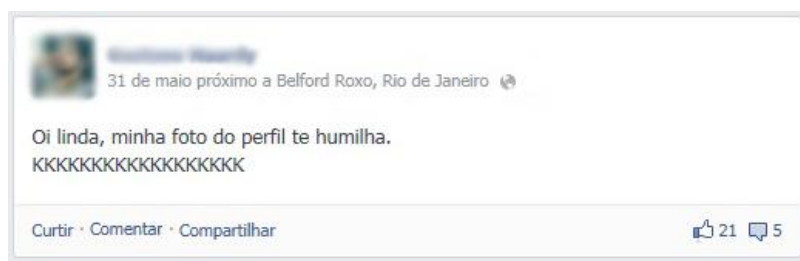 31 de maio próximo a Belford Roxo, Rio de Janeiro
Oi linda, minha foto do perfil te humilha.
KKKKKKKKKKKKKKKKKKK
Curtir · Comentar · Compartilhar 21 5